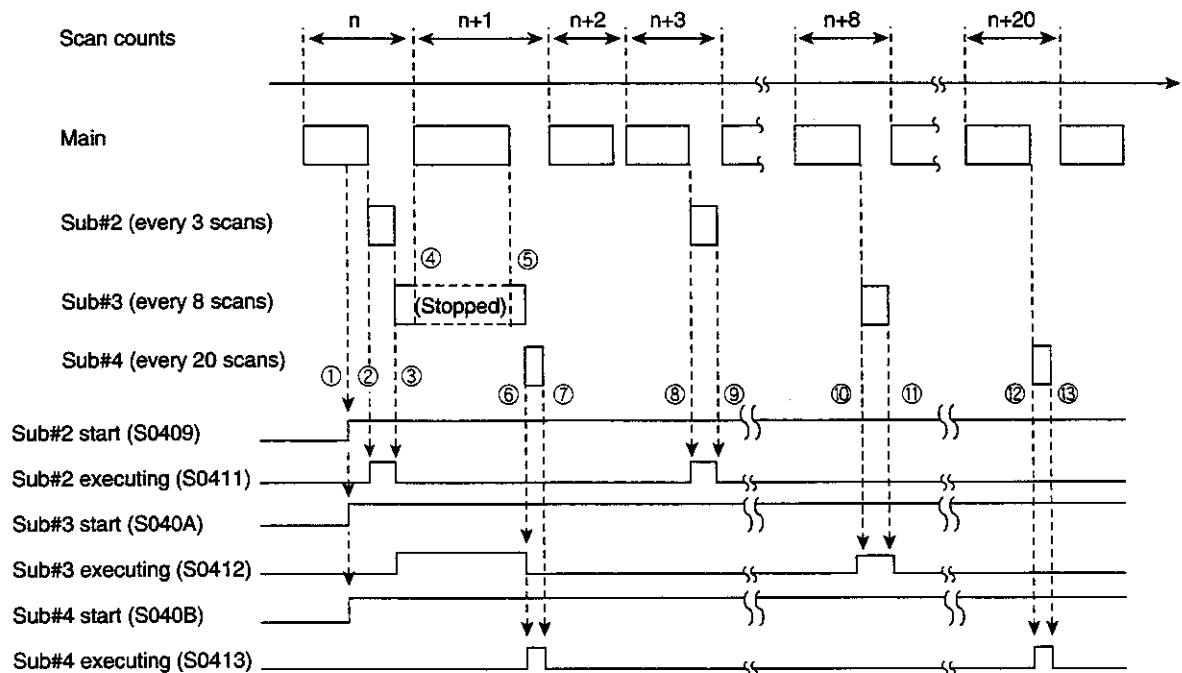 n n+1 n+2 n+3 n+8 n+20
Scan counts
Main
Sub#2 (every 3 scans)
④ ⑤
Sub#3 (every 8 scans) (Stopped)
Sub#4 (every 20 scans)
① ② ③ ⑥ ⑦ ⑧ ⑨ ⑩ ⑪ ⑫ ⑬
Sub#2 start (S0409)
Sub#2 executing (S0411)
Sub#3 start (S040A)
Sub#3 executing (S0412)
Sub#4 start (S040B)
Sub#4 executing (S0413)